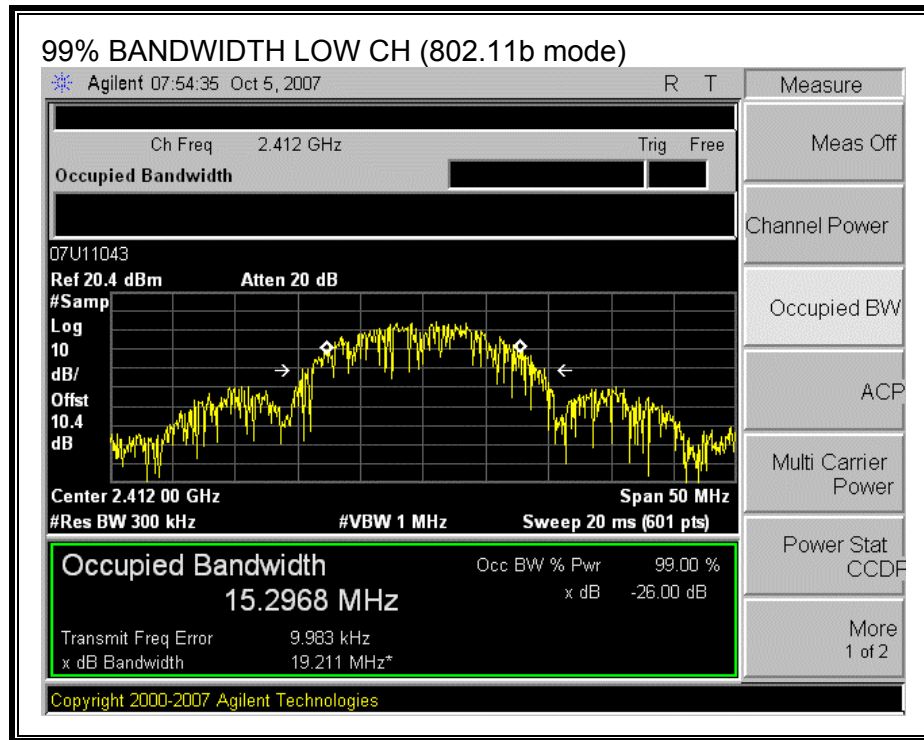 99% BANDWIDTH LOW CH (802.11b mode)
Agilent 07:54:35 Oct 5, 2007 R T
Measure
Ch Freq 2.412 GHz Trig Free
Occupied Bandwidth
Meas Off
Channel Power
Occupied BW
ACP
Multi Carrier
Power
Power Stat
CCDF
More
1 of 2
07U11043
Ref 20.4 dBm Atten 20 dB
#Samp
Log
10
dB/
Offst
10.4
dB
Center 2.412 00 GHz Span 50 MHz
#Res BW 300 kHz #VBW 1 MHz Sweep 20 ms (601 pts)
Occupied Bandwidth Occ BW % Pwr 99.00 %
15.2968 MHz x dB -26.00 dB
Transmit Freq Error 9.983 kHz
x dB Bandwidth 19.211 MHz*
Copyright 2000-2007 Agilent Technologies